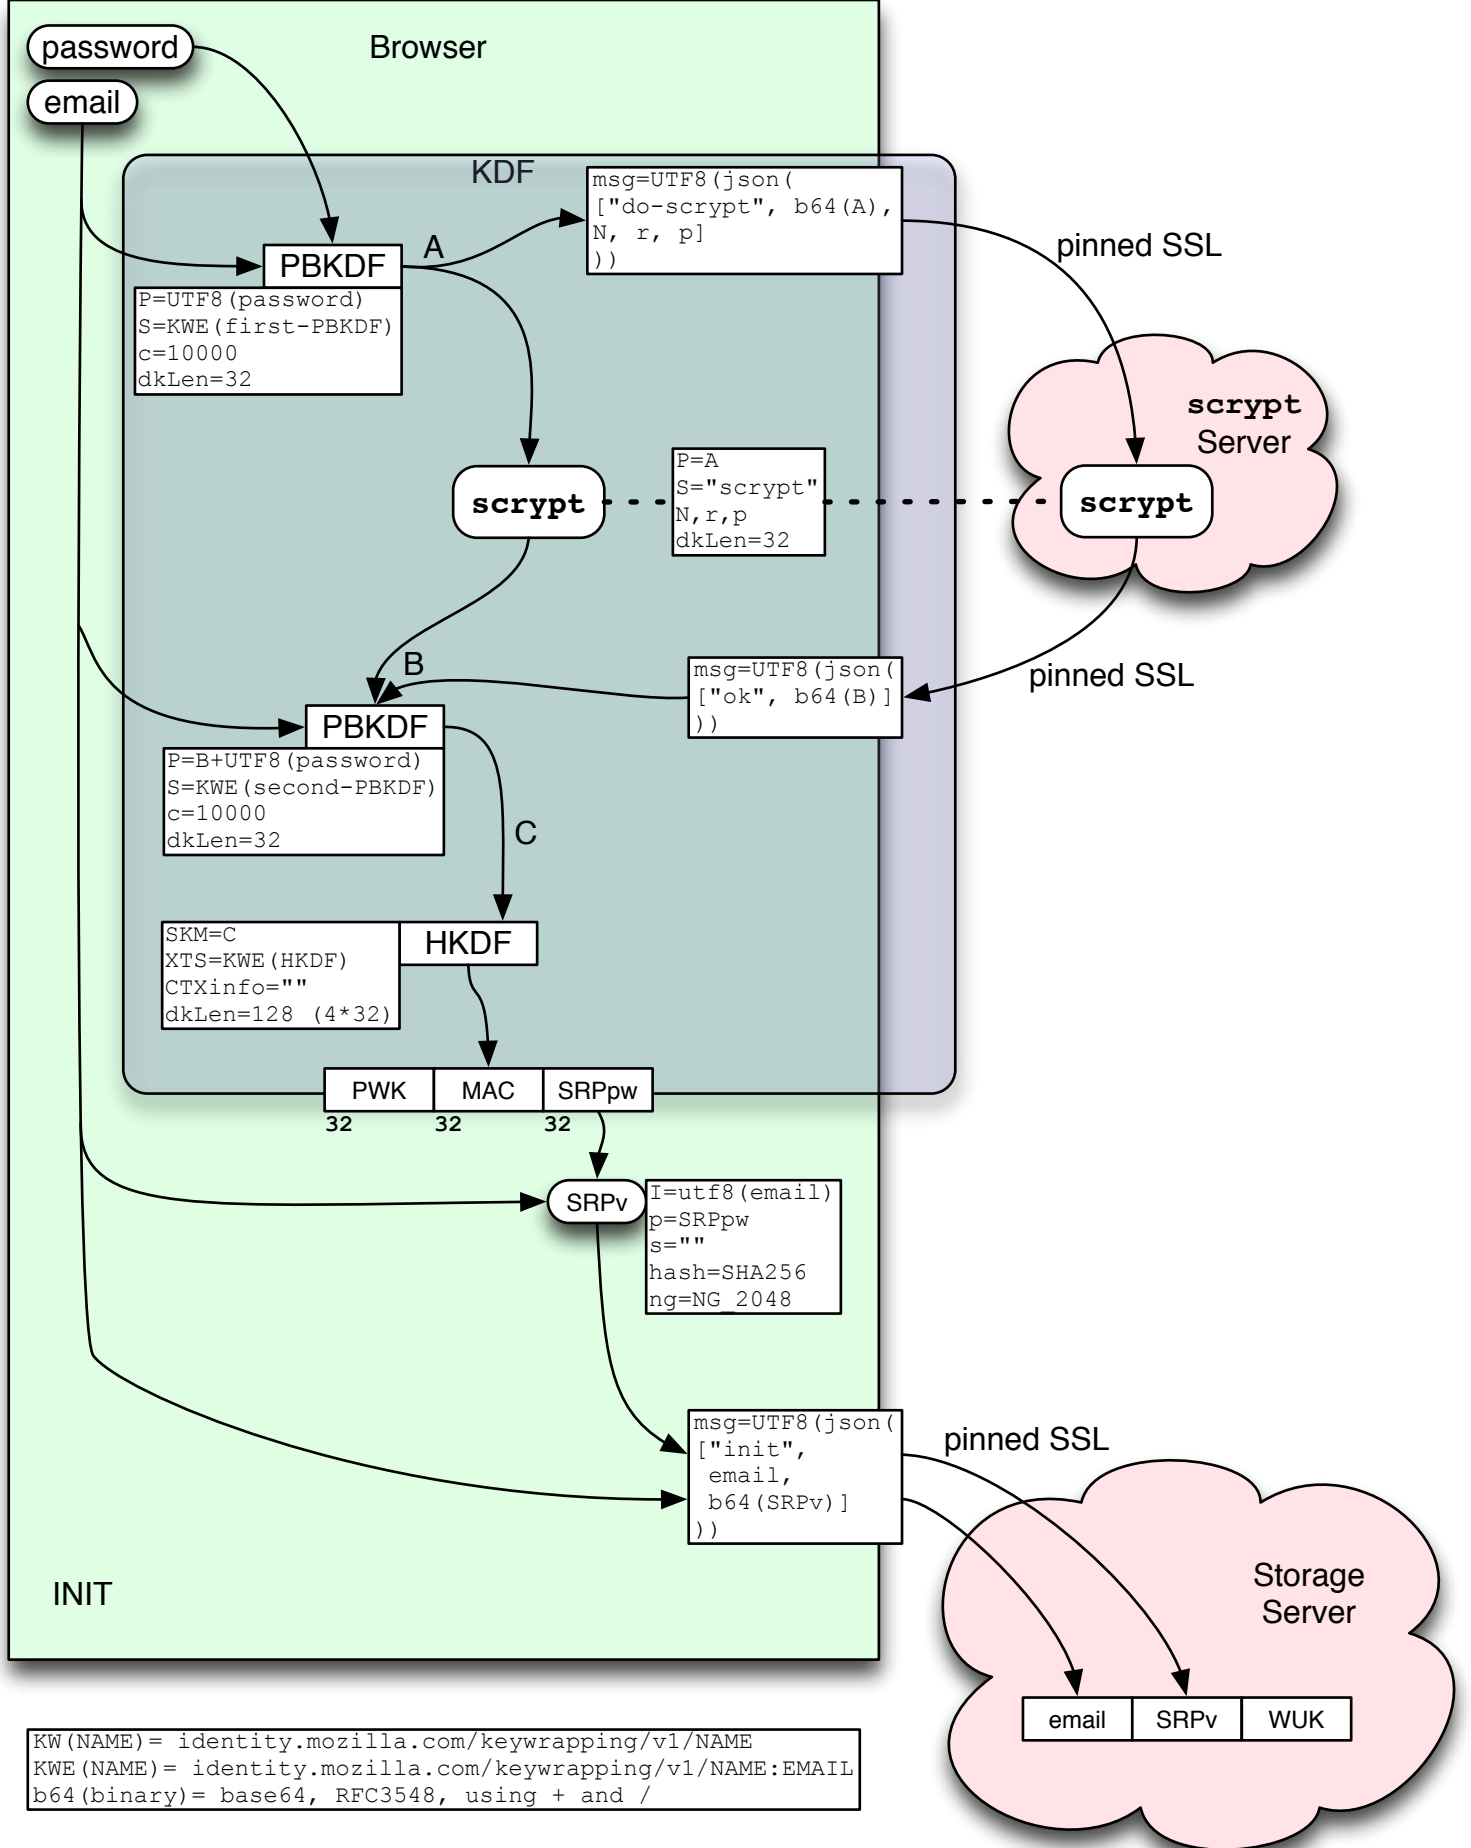 password
Browser
email
KDF
msg=UTF8(json(
["do-scrypt", b64(A),
N, r, p]
))
A
PBKDF
P=UTF8(password)
S=KWE(first-PBKDF)
c=10000
dkLen=32
pinned SSL
scrypt
Server
scrypt
P=A
S="scrypt"
N,r,p
dkLen=32
scrypt
B
msg=UTF8(json(
["ok", b64(B)]
))
pinned SSL
PBKDF
P=B+UTF8(password)
S=KWE(second-PBKDF)
c=10000
dkLen=32
C
SKM=C
XTS=KWE(HKDF)
CTXinfo=""
dkLen=128 (4*32)
HKDF
PWK MAC SRPpw
32 32 32
SRPv
I=utf8(email)
p=SRPpw
s=""
hash=SHA256
ng=NG_2048
msg=UTF8(json(
["init",
email,
b64(SRPv)]
))
pinned SSL
INIT
Storage
Server
email SRPv WUK
KW(NAME)= identity.mozilla.com/keywrapping/v1/NAME
KWE(NAME)= identity.mozilla.com/keywrapping/v1/NAME:EMAIL
b64(binary)= base64, RFC3548, using + and /